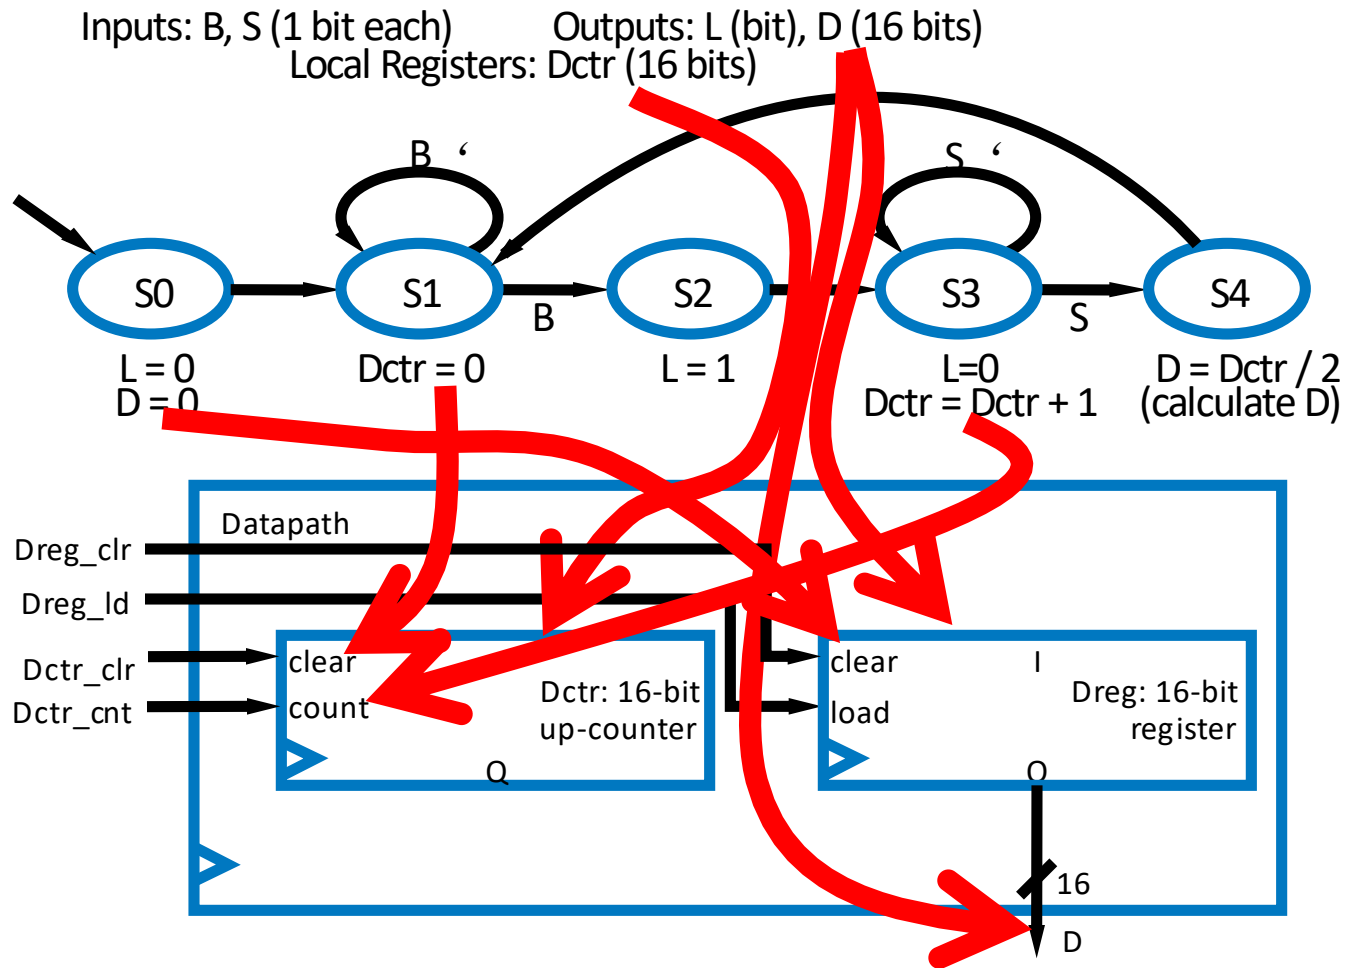 Inputs: B, S (1 bit each) Outputs: L (bit), D (16 bits)
Local Registers: Dctr (16 bits)
B ‘ S ‘
S0 S1 S2 S3 S4
B S
L = 0 Dctr = 0 L = 1 L=0 D = Dctr / 2
D = 0 Dctr = Dctr + 1 (calculate D)
Datapath
Dreg_clr
Dreg_ld
Dctr_clr clear clear I
Dctr_cnt count Dctr: 16-bit load Dreg: 16-bit
up-counter register
Q Q
16
D